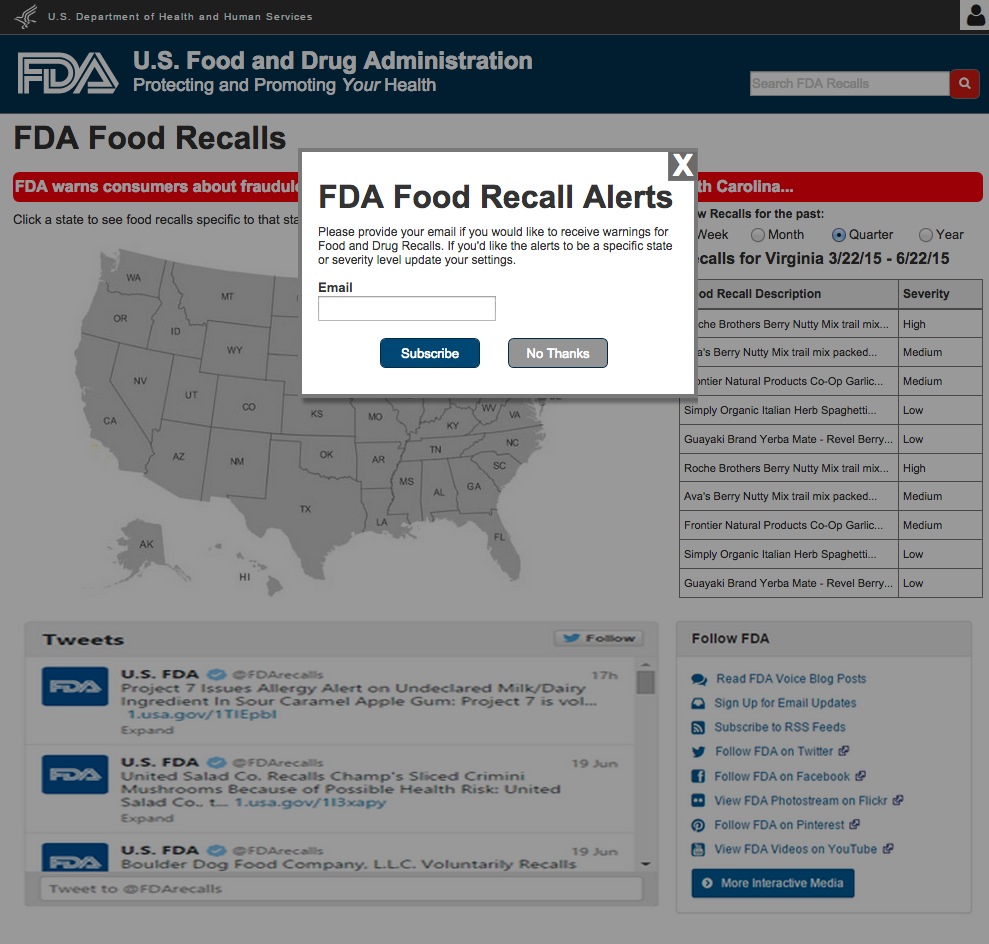 U.S. Department of Health and Human Services
FDA
U.S. Food and Drug Administration
Protecting and Promoting Your Health
Search FDA Recalls
FDA Food Recalls
FDA warns consumers about
th Carolina...
Click a state to see food recalls specific to that
X
FDA Food Recall Alerts
Please provide your email if you would like to receive warnings for
Food and Drug Recalls. If you'd like the alerts to be a specific state
or severity level update your settings.
Email
Subscribe
No Thanks
w Recalls for the past:
Week
Month
Quarter
Year
calls for Virginia 3/22/15 - 6/22/15
od Recall Description
Severity
che Brothers Berry Nutty Mix trail mix...
High
a's Berry Nutty Mix trail mix packed...
Medium
ontier Natural Products Co-Op Garlic...
Medium
Simply Organic Italian Herb Spaghetti...
Low
Guayaki Brand Yerba Mate - Revel Berry...
Low
Roche Brothers Berry Nutty Mix trail mix...
High
Ava's Berry Nutty Mix trail mix packed...
Medium
Frontier Natural Products Co-Op Garlic...
Medium
Simply Organic Italian Herb Spaghetti...
Low
Guayaki Brand Yerba Mate - Revel Berry...
Low
WA
MT
OR
ID
WY
NV
UT
CO
CA
AZ
NM
KS
MO
KY
WV
VA
OK
AR
TN
NC
SC
MS
AL
GA
TX
LA
FL
AK
HI
Tweets
Follow
FDA
U.S. FDA @FDArecalls
17h
Project 7 Issues Allergy Alert on Undeclared Milk/Dairy
Ingredient In Sour Caramel Apple Gum: Project 7 is vol...
1.usa.gov/1TIEpbI
Expand
FDA
U.S. FDA @FDArecalls
19 Jun
United Salad Co. Recalls Champ's Sliced Crimini
Mushrooms Because of Possible Health Risk: United
Salad Co., t... 1.usa.gov/1I3xapy
Expand
FDA
U.S. FDA @FDArecalls
19 Jun
Boulder Dog Food Company, L.L.C. Voluntarily Recalls
Tweet to @FDArecalls
Follow FDA
Read FDA Voice Blog Posts
Sign Up for Email Updates
Subscribe to RSS Feeds
Follow FDA on Twitter
Follow FDA on Facebook
View FDA Photostream on Flickr
Follow FDA on Pinterest
View FDA Videos on YouTube
More Interactive Media